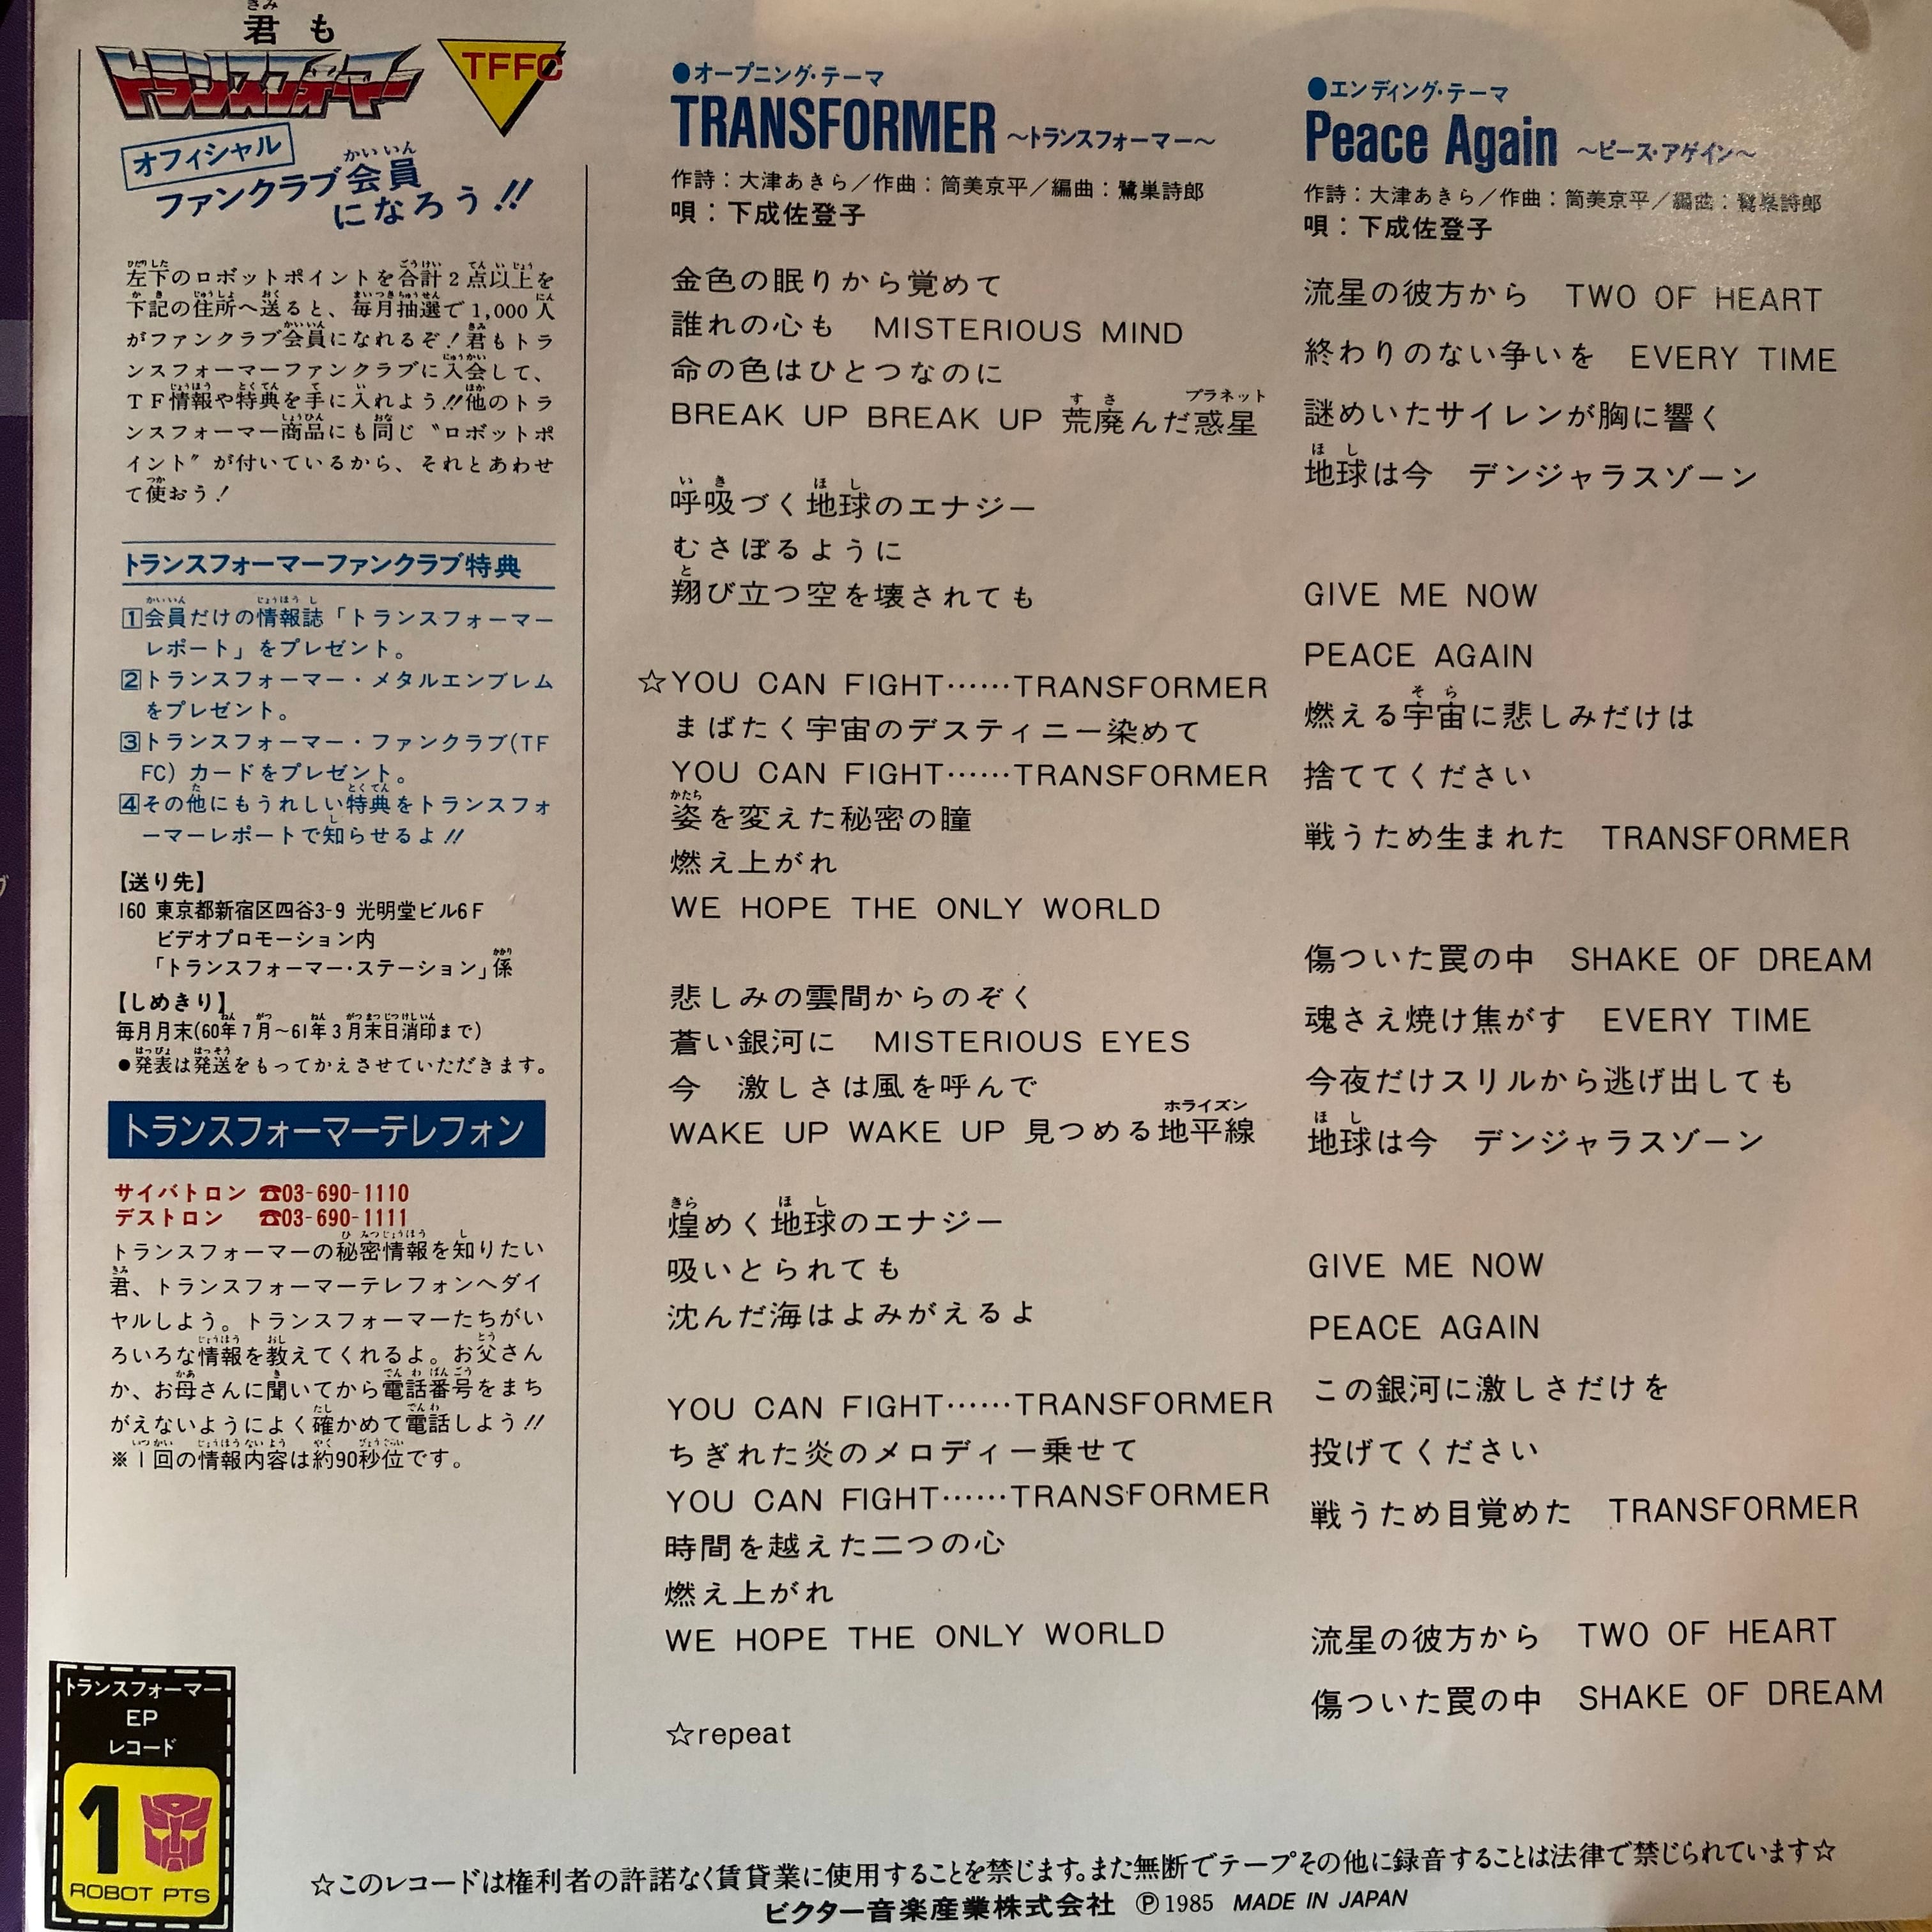 君も
トランスフォーマー
TFFC
オフィシャル
ファンクラブ会員
になろう!!
左下のロボットポイントを合計2点以上を
下記の住所へ送ると、毎月抽選で1,000人
がファンクラブ会員になれるぞ!君もトラ
ンスフォーマーファンクラブに入会して、
TF情報や特典を手に入れよう!!他のトラ
ンスフォーマー商品にも同じ〝ロボットポ
イント〞が付いているから、それとあわせ
て使おう!
トランスフォーマーファンクラブ特典
1会員だけの情報誌「トランスフォーマー
レポート」をプレゼント。
2トランスフォーマー・メタルエンブレム
をプレゼント。
3トランスフォーマー・ファンクラブ(TF
FC)カードをプレゼント。
4その他にもうれしい特典をトランスフォ
ーマーレポートで知らせるよ!!
【送り先】
160 東京都新宿区四谷3-9 光明堂ビル6F
ビデオプロモーション内
「トランスフォーマー・ステーション」係
【しめきり】
毎月月末(60年7月〜61年3月末日消印まで)
●発表は発送をもってかえさせていただきます。
トランスフォーマーテレフォン
サイバトロン ☎03-690-1110
デストロン ☎03-690-1111
トランスフォーマーの秘密情報を知りたい
君、トランスフォーマーテレフォンへダイ
ヤルしよう。トランスフォーマーたちがい
ろいろな情報を教えてくれるよ。お父さん
か、お母さんに聞いてから電話番号をまち
がえないようによく確かめて電話しよう!!
※1回の情報内容は約90秒位です。
トランスフォーマー
EP
レコード
1
ROBOT PTS
●オープニング・テーマ
TRANSFORMER 〜トランスフォーマー〜
作詩:大津あきら/作曲:筒美京平/編曲:鷺巣詩郎
唄:下成佐登子
金色の眠りから覚めて
誰れの心も MISTERIOUS MIND
命の色はひとつなのに
BREAK UP BREAK UP 荒廃んだ惑星
呼吸づく地球のエナジー
むさぼるように
翔び立つ空を壊されても
☆YOU CAN FIGHT……TRANSFORMER
まばたく宇宙のデスティニー染めて
YOU CAN FIGHT……TRANSFORMER
姿を変えた秘密の瞳
燃え上がれ
WE HOPE THE ONLY WORLD
悲しみの雲間からのぞく
蒼い銀河に MISTERIOUS EYES
今 激しさは風を呼んで
WAKE UP WAKE UP 見つめる地平線
煌めく地球のエナジー
吸いとられても
沈んだ海はよみがえるよ
YOU CAN FIGHT……TRANSFORMER
ちぎれた炎のメロディー乗せて
YOU CAN FIGHT……TRANSFORMER
時間を越えた二つの心
燃え上がれ
WE HOPE THE ONLY WORLD
☆repeat
●エンディング・テーマ
Peace Again 〜ピース・アゲイン〜
作詩:大津あきら/作曲:筒美京平/編曲:鷺巣詩郎
唄:下成佐登子
流星の彼方から TWO OF HEART
終わりのない争いを EVERY TIME
謎めいたサイレンが胸に響く
地球は今 デンジャラスゾーン
GIVE ME NOW
PEACE AGAIN
燃える宇宙に悲しみだけは
捨ててください
戦うため生まれた TRANSFORMER
傷ついた罠の中 SHAKE OF DREAM
魂さえ焼け焦がす EVERY TIME
今夜だけスリルから逃げ出しても
地球は今 デンジャラスゾーン
GIVE ME NOW
PEACE AGAIN
この銀河に激しさだけを
投げてください
戦うため目覚めた TRANSFORMER
流星の彼方から TWO OF HEART
傷ついた罠の中 SHAKE OF DREAM
☆このレコードは権利者の許諾なく賃貸業に使用することを禁じます。また無断でテープその他に録音することは法律で禁じられています☆
ビクター音楽産業株式会社 Ⓟ1985 MADE IN JAPAN